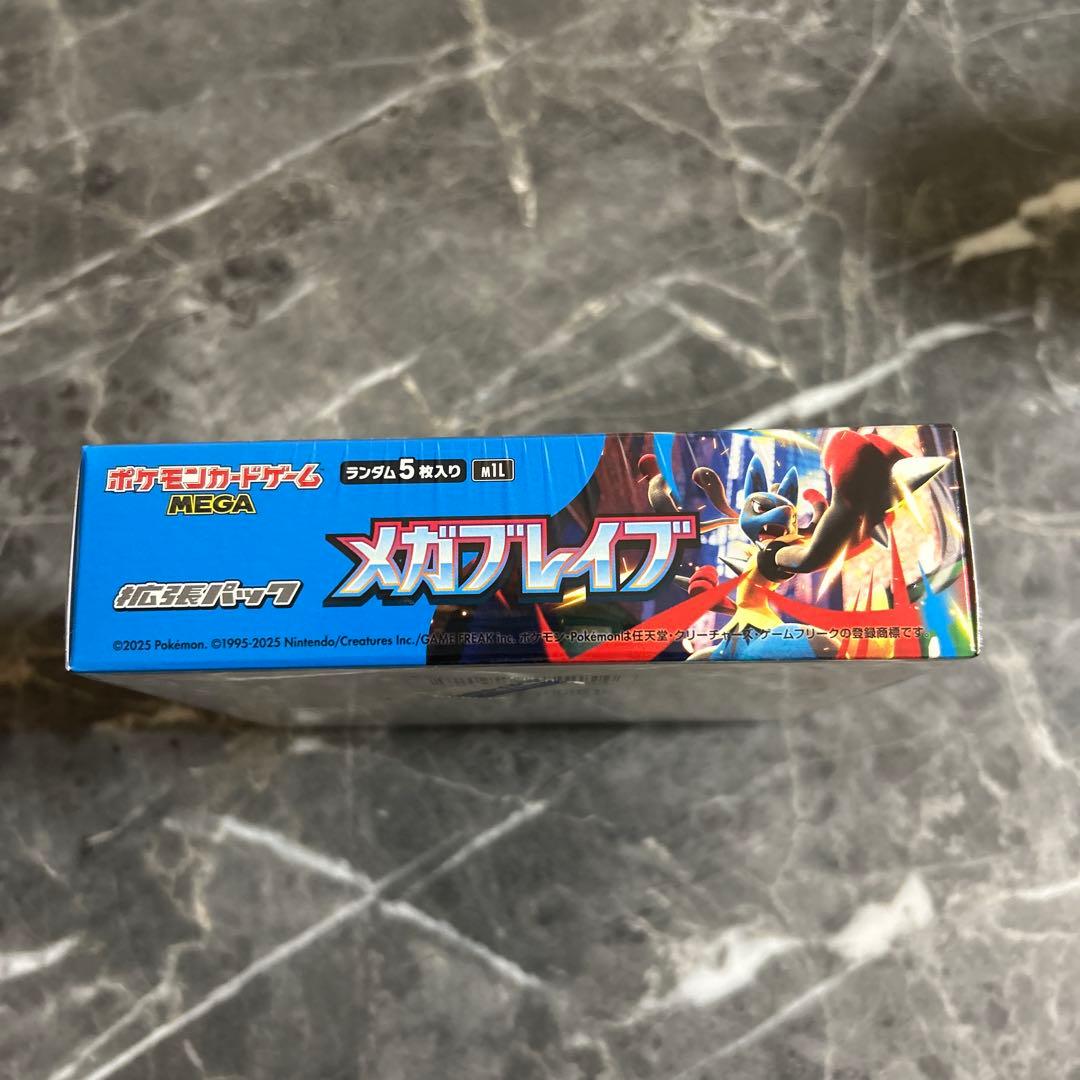 ポケモンカードゲーム
MEGA
ランダム5枚入り M1L
メガブレイブ
拡張パック
©2025 Pokémon. ©1995-2025 Nintendo/Creatures Inc./GAME FREAK inc. ポケモン・Pokémonは任天堂・クリーチャーズ・ゲームフリークの登録商標です。